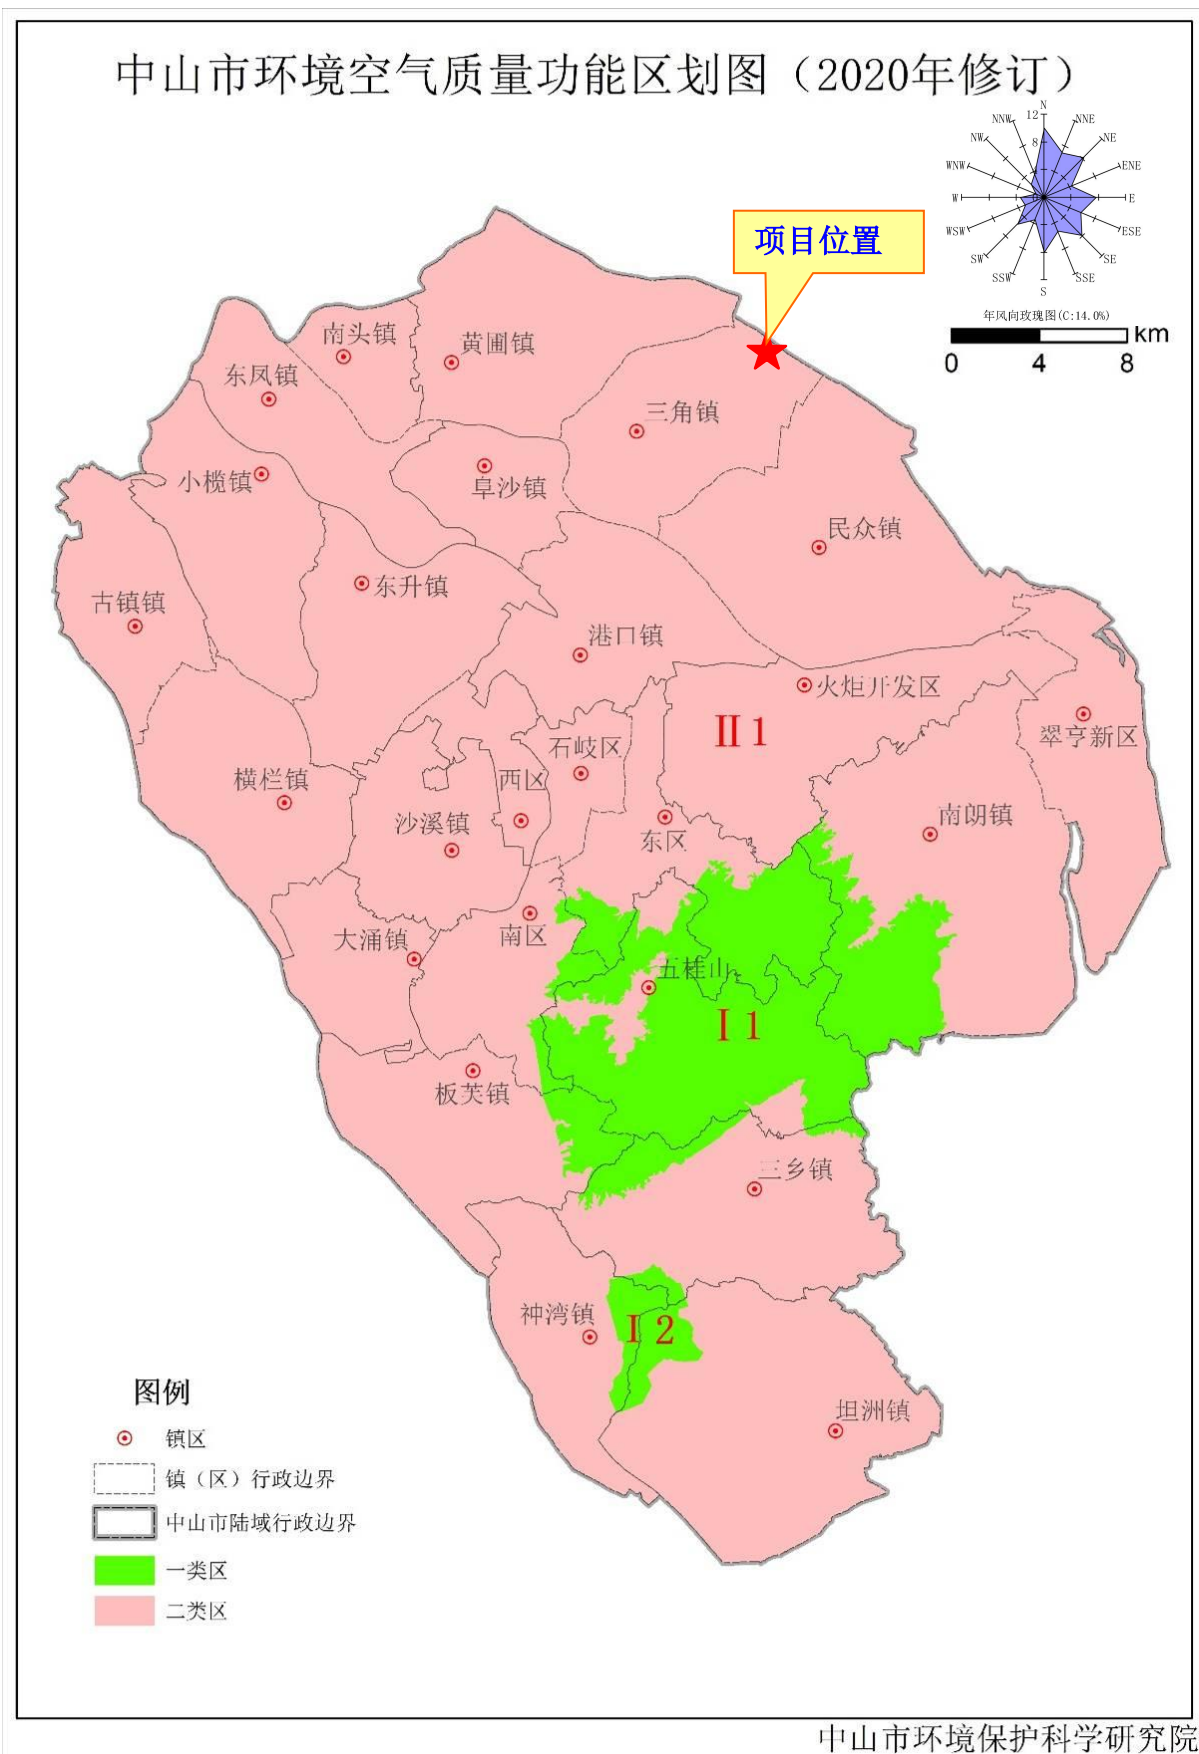 中山市环境空气质量功能区划图（2020年修订）
N
NNW
12
NNE
NW
8
NE
WNW
ENE
W
E
WSW
ESE
SW
SE
SSW
SSE
S
年风向玫瑰图(C:14.0%)
km
0 4 8
项目位置
南头镇
黄圃镇
东凤镇
三角镇
小榄镇
阜沙镇
民众镇
东升镇
古镇镇
港口镇
火炬开发区
II 1
翠亨新区
石岐区
横栏镇
西区
沙溪镇
东区
南朗镇
大涌镇
南区
五桂山
I 1
板芙镇
三乡镇
神湾镇
I 2
坦洲镇
图例
镇区
镇（区）行政边界
中山市陆域行政边界
一类区
二类区
中山市环境保护科学研究院